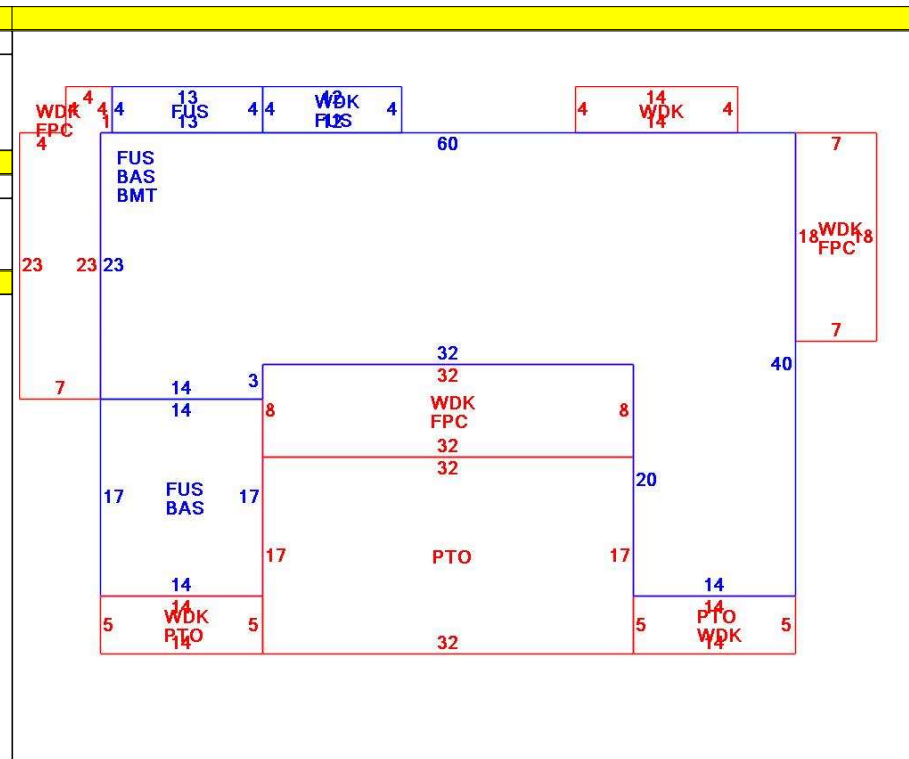 4 13 12 14
WDK 4 4 4 FUS 4 4 WDK 4 4 WDK 4
FPC 1 13 FUS 12 14
4 60 7
FUS
BAS
BMT
18 WDK 18
FPC
23 23 23
7
32
40
7 14 3 32
14 8 WDK 8
FPC
32
32
20
17 FUS 17
BAS
17 PTO 17
14 14
14 14
5 WDK 5 5 PTO 5
PTO WDK
14 32 14